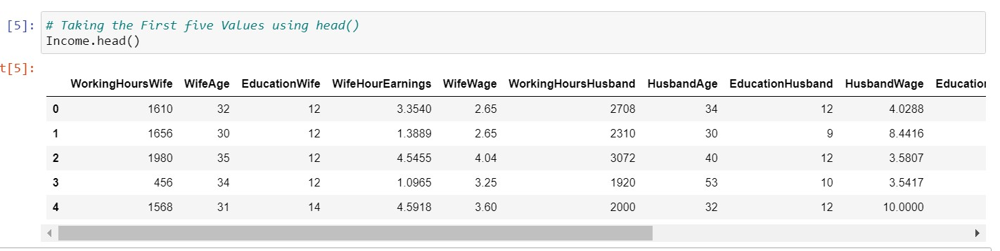 [5]: # Taking the First five Values using head()
Income.head()
t[5]:
WorkingHoursWife WifeAge EducationWife WifeHourEarnings WifeWage WorkingHoursHusband HusbandAge EducationHusband HusbandWage Education
0 1610 32 12 3.3540 2.65 2708 34 12 4.0288
1 1656 30 12 1.3889 2.65 2310 30 9 8.4416
2 1980 35 12 4.5455 4.04 3072 40 12 3.5807
3 456 34 12 1.0965 3.25 1920 53 10 3.5417
4 1568 31 14 4.5918 3.60 2000 32 12 10.0000